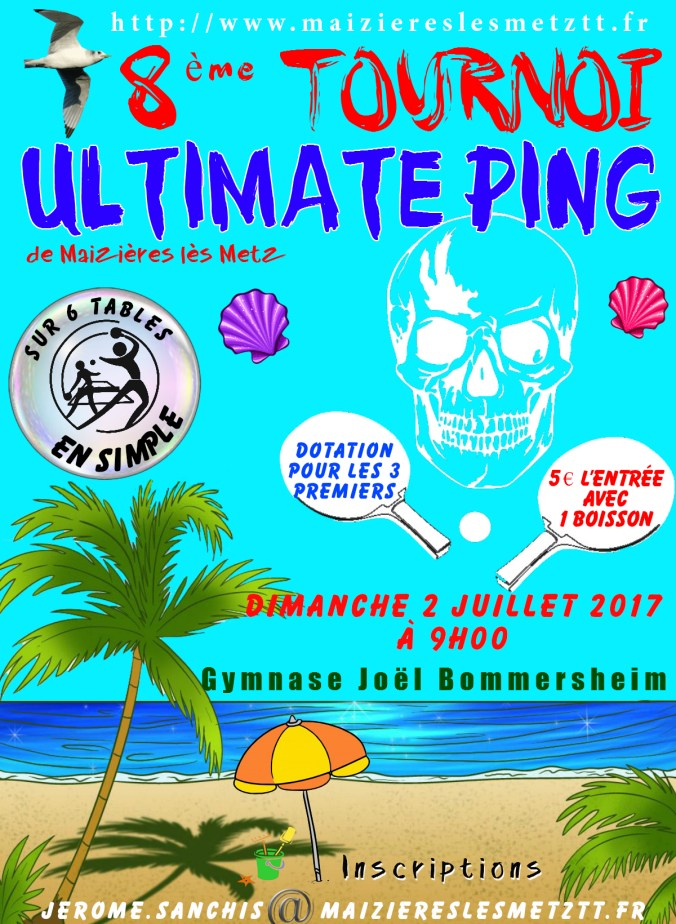 http://www.maiziereslesmetztt.fr
8ème TOURNOI
ULTIMATE PING
de Maizières lès Metz
SUR 6 TABLES
EN SIMPLE
DOTATION
POUR LES 3
PREMIERS
5€ L'ENTRÉE
AVEC
1 BOISSON
DIMANCHE 2 JUILLET 2017
À 9H00
Gymnase Joël Bommersheim
Inscriptions
JEROME.SANCHIS@MAIZIERESLESMETZTT.FR